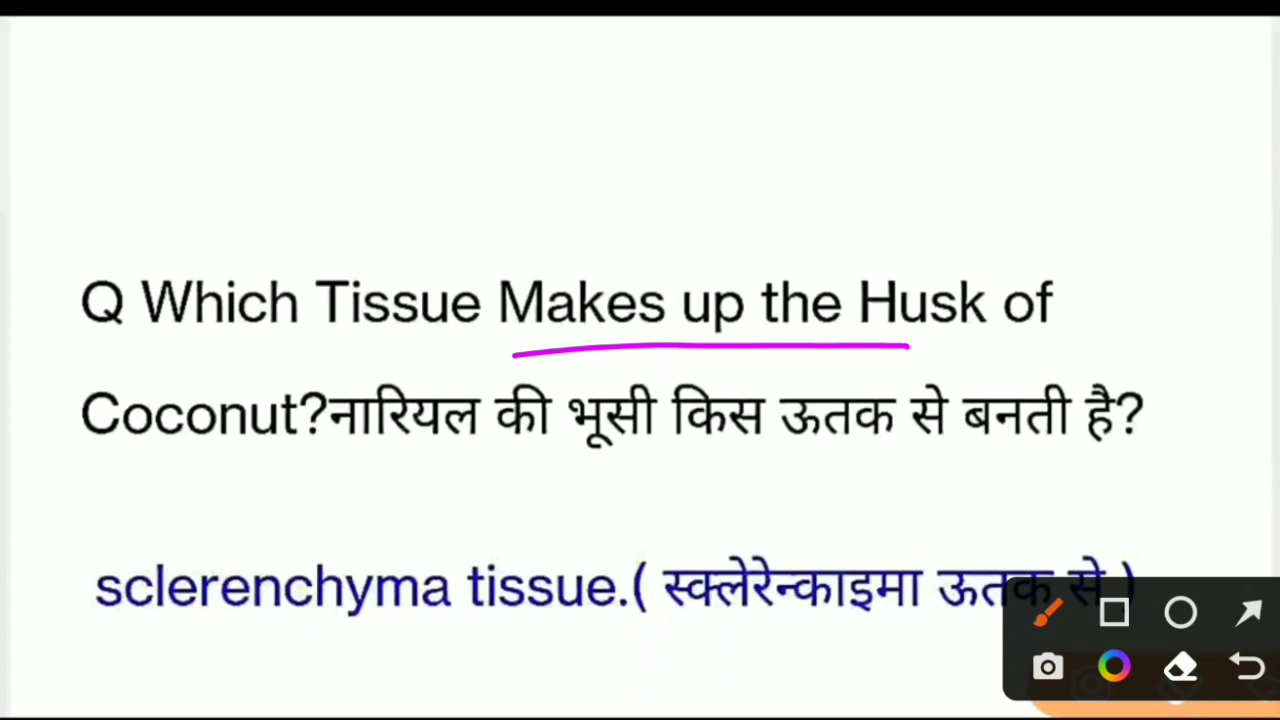 Q Which Tissue Makes up the Husk of
Coconut?नारियल की भूसी किस ऊतक से बनती है?
sclerenchyma tissue.( स्क्लेरेन्काइमा ऊतक से )